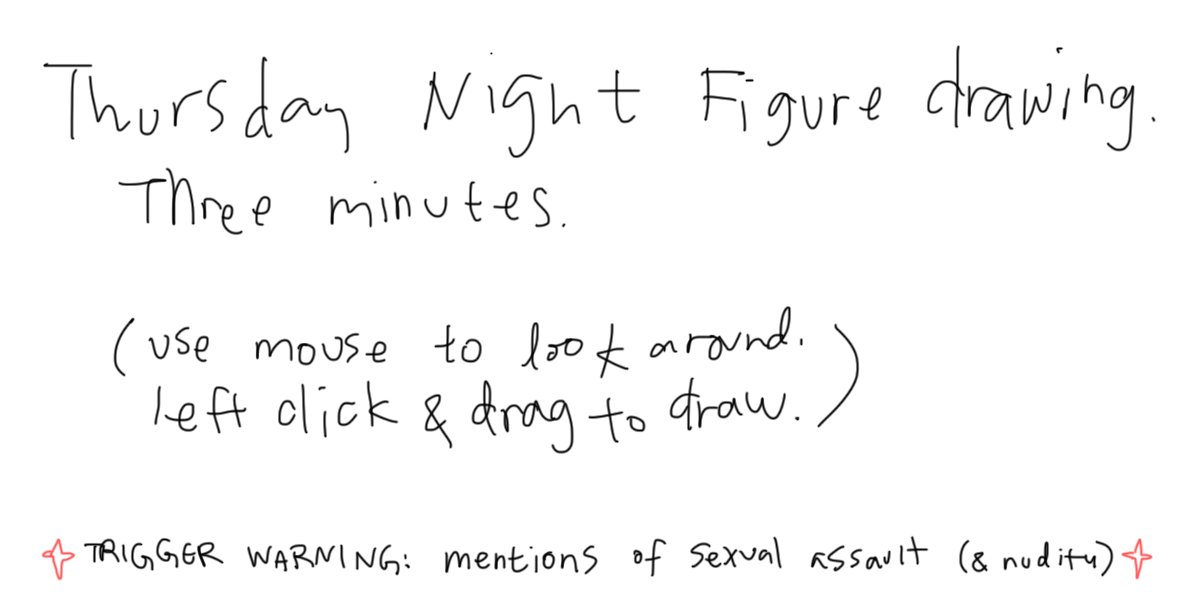 Thursday Night Figure drawing.
Three minutes.
(use mouse to look around.
left click & drag to draw.)
TRIGGER WARNING: mentions of sexual assault (& nudity)